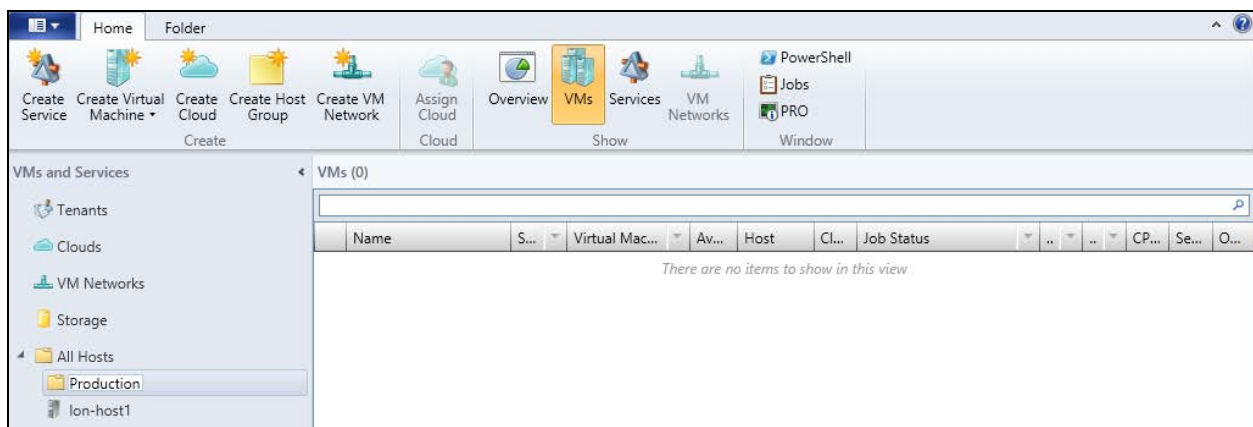 Home Folder
Create Service
Create Virtual Machine
Create Cloud
Create Host Group
Create VM Network
Assign Cloud
Overview
VMs
Services
VM Networks
PowerShell
Jobs
PRO
Create Cloud Show Window
VMs and Services
VMs (0)
Tenants
Clouds
VM Networks
Storage
All Hosts
Production
lon-host1
Name S... Virtual Mac... Av... Host Cl... Job Status .. .. CP... Se... O...
There are no items to show in this view